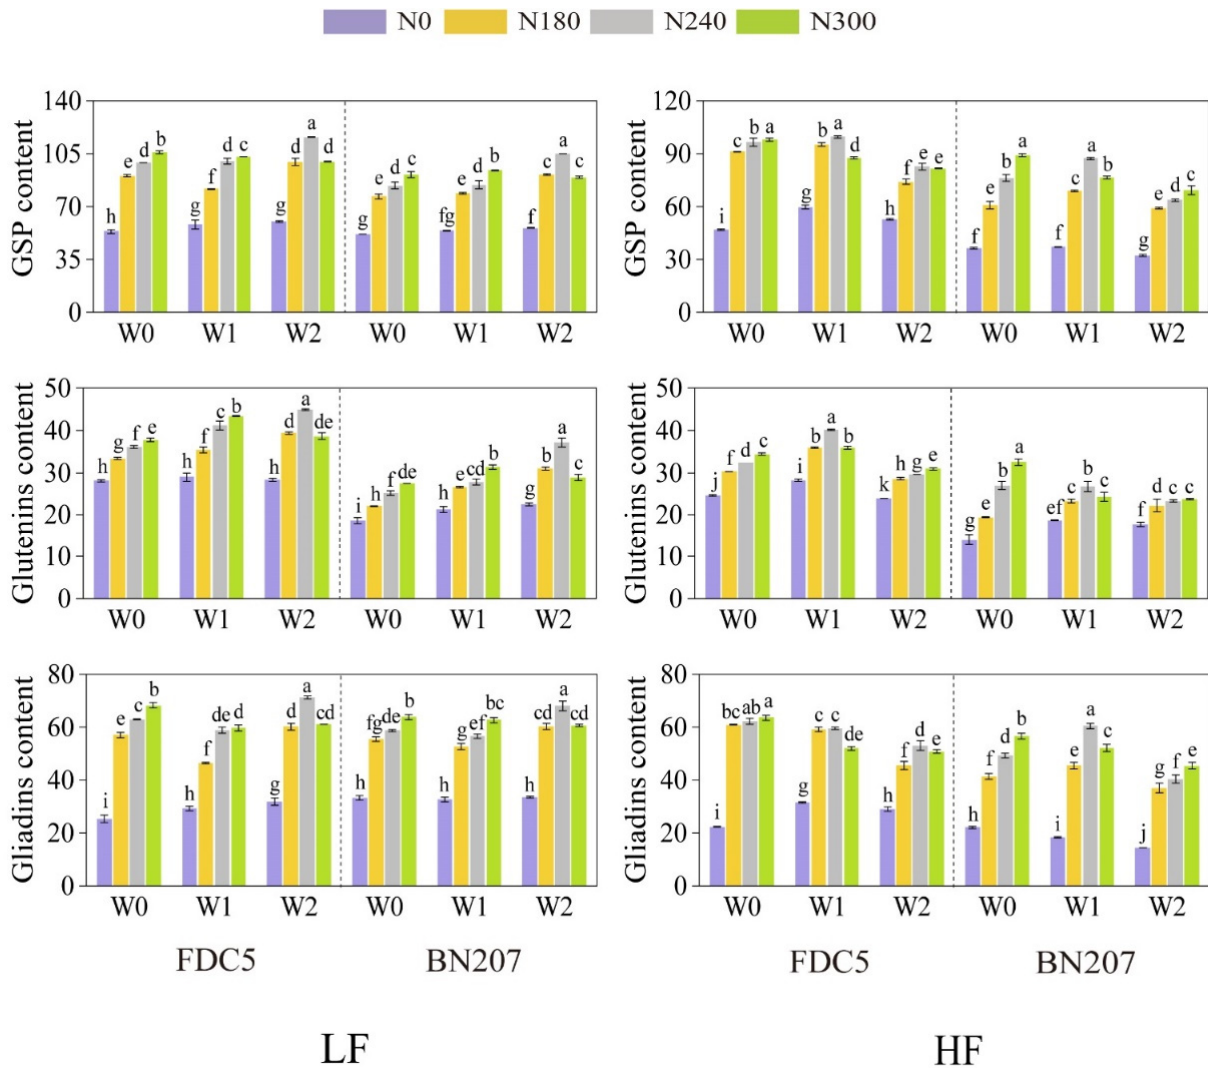 N0 N180 N240 N300
GSP content
140
105
70
35
0
h e d b g f d c g d a d
g e d c fg e d b f c a c
W0 W1 W2 W0 W1 W2
GSP content
120
90
60
30
0
i c b a g b a d h f e e
f e b a f c a b g e d c
W0 W1 W2 W0 W1 W2
Glutenins content
50
40
30
20
10
0
h g f e h f c b h d a de
i h f de h e cd b g d a c
W0 W1 W2 W0 W1 W2
Glutenins content
50
40
30
20
10
0
j f d c i b a b k h g e
g e b a ef c b c f d c c
W0 W1 W2 W0 W1 W2
Gliadins content
80
60
40
20
0
i e c b h f de d g d a cd
h fg de b h g ef bc h cd a cd
W0 W1 W2 W0 W1 W2
Gliadins content
80
60
40
20
0
i bc ab a g c c de h f d e
h f d b i e a c j g f e
W0 W1 W2 W0 W1 W2
FDC5 BN207 FDC5 BN207
LF HF